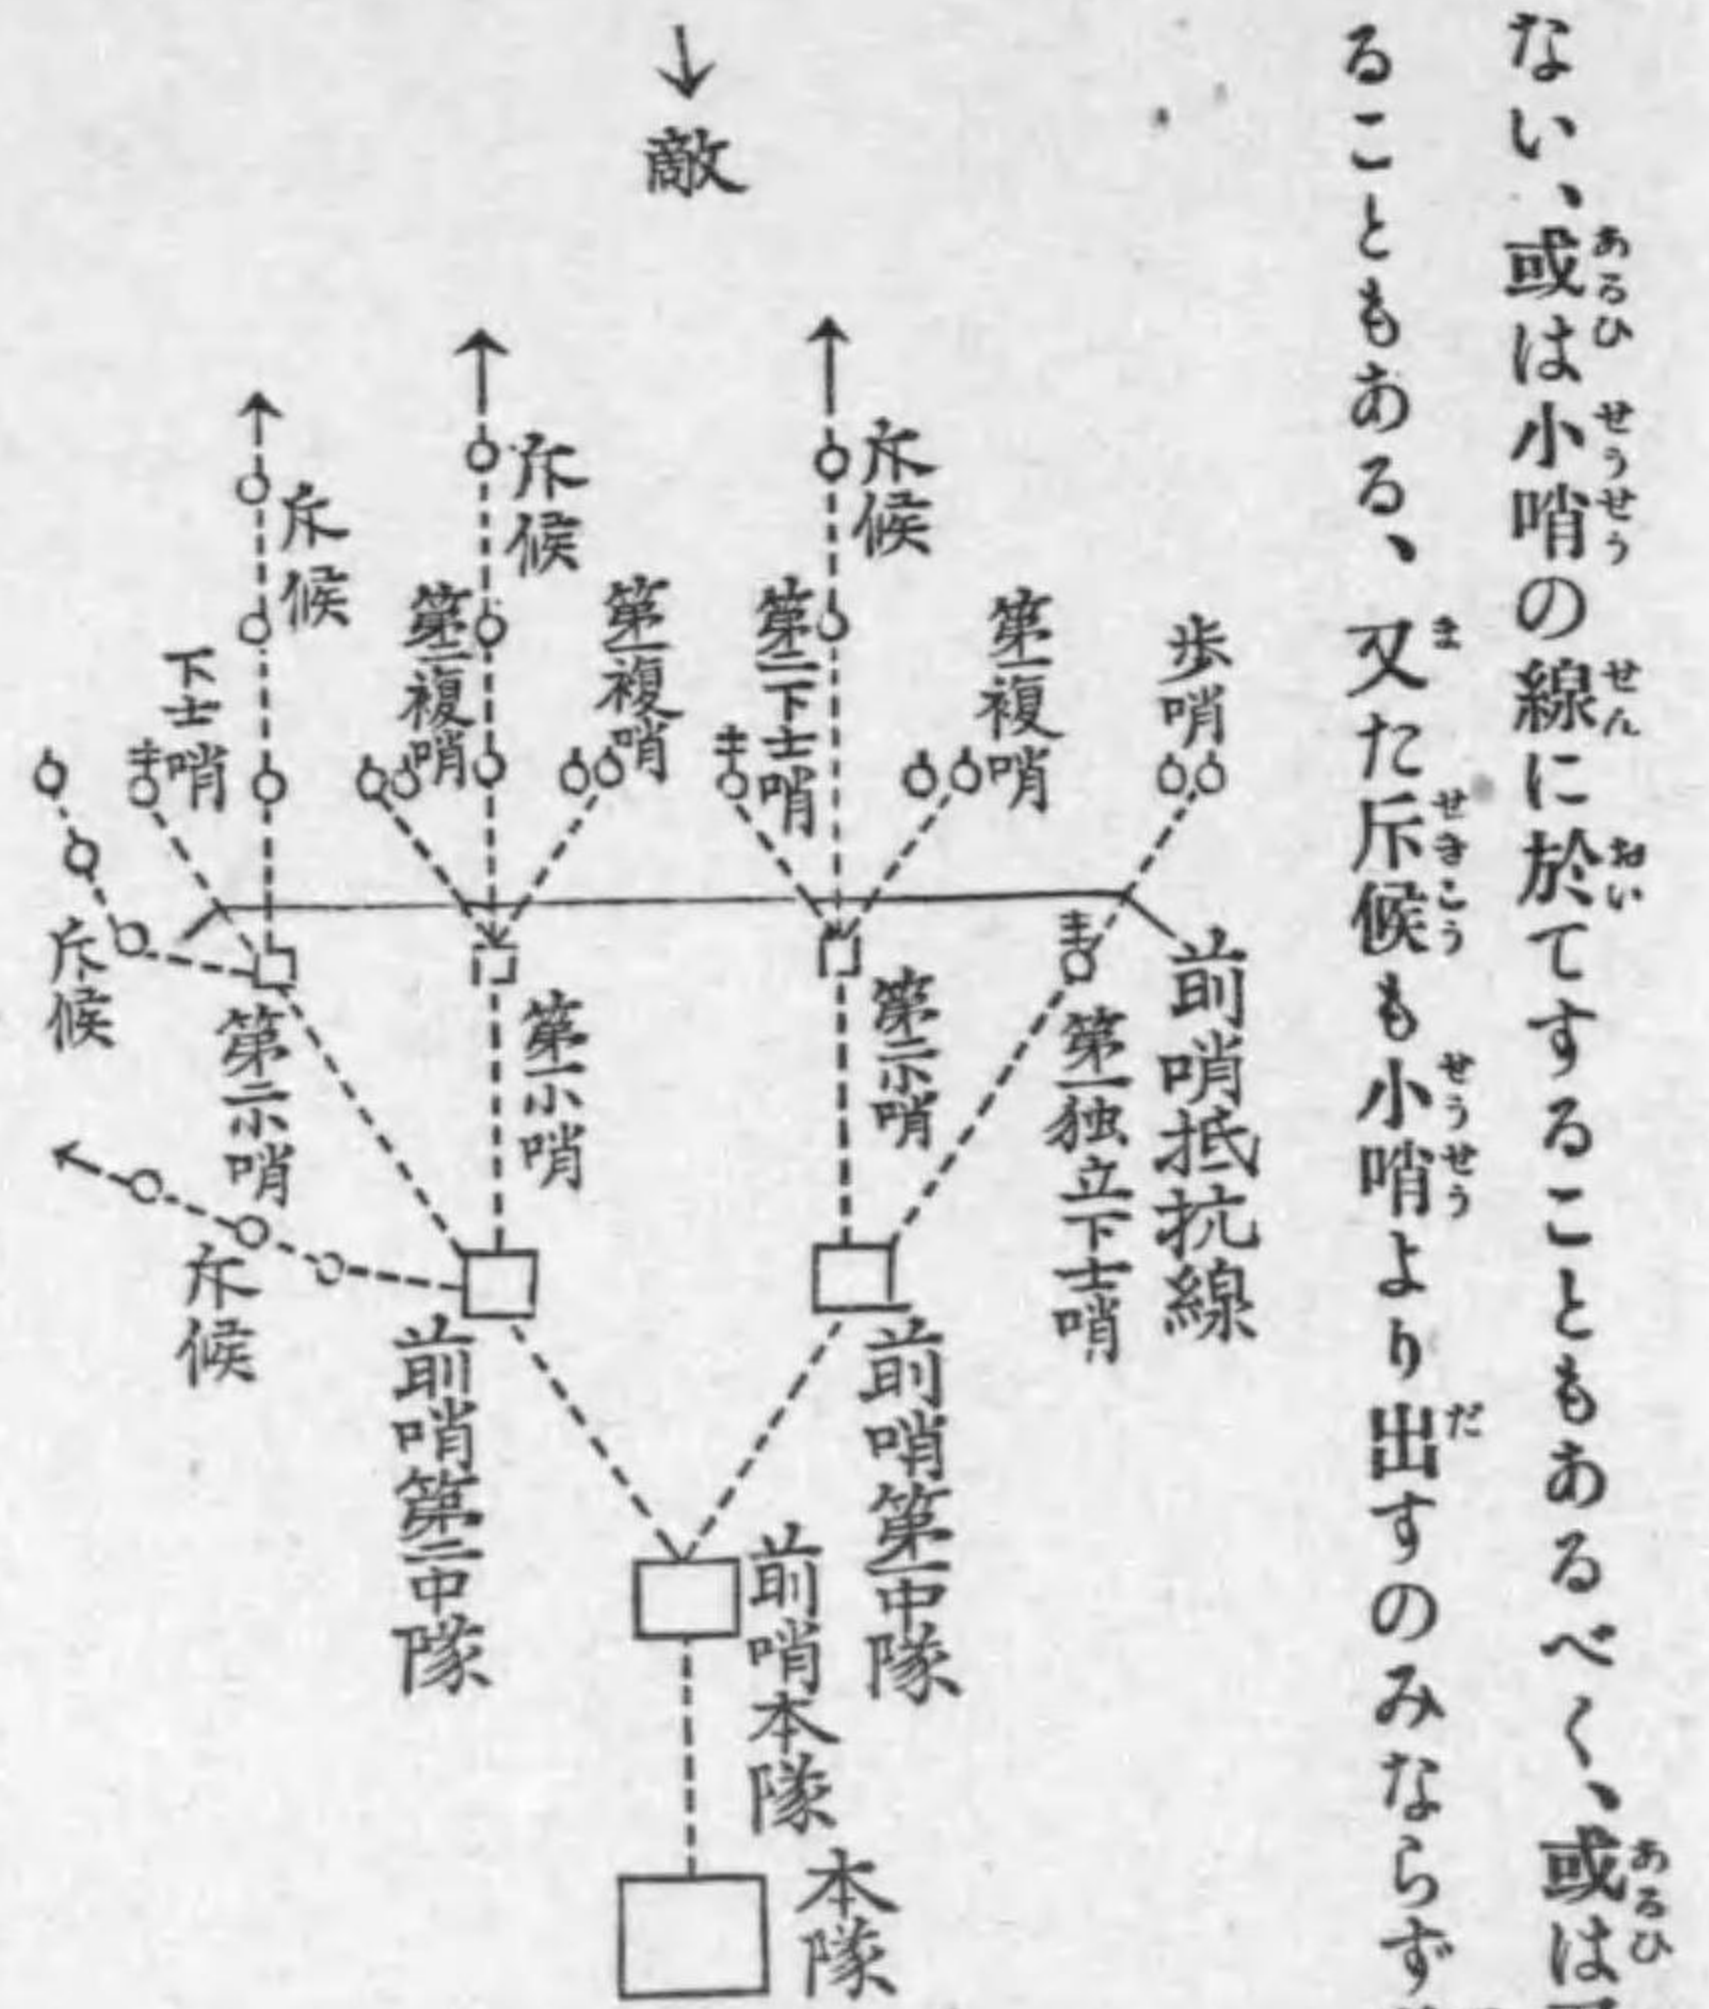 ない、或は小哨の線に於てすることもあるべく、或は
ることもある、又た斥候も小哨より出すのみならず
敵
斥候
斥候
斥候
歩哨
第一複哨
第二下士哨
第一複哨
第二複哨
下士哨
前哨抵抗線
第一独立下士哨
第二小哨
第一小哨
第二小哨
斥候
斥候
前哨第一中隊
前哨第二中隊
前哨本隊
本隊